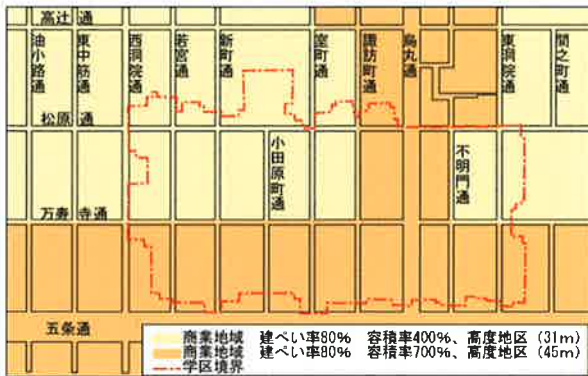 高辻通
油小路通
東中筋通
西洞院通
若宮通
新町通
室町通
諏訪町通
烏丸通
東洞院通
間之町通
松原通
小田原町通
不明門通
万寿寺通
五条通
商業地域 建ぺい率80% 容積率400%、高度地区(31m)
商業地域 建ぺい率80% 容積率700%、高度地区(45m)
学区境界